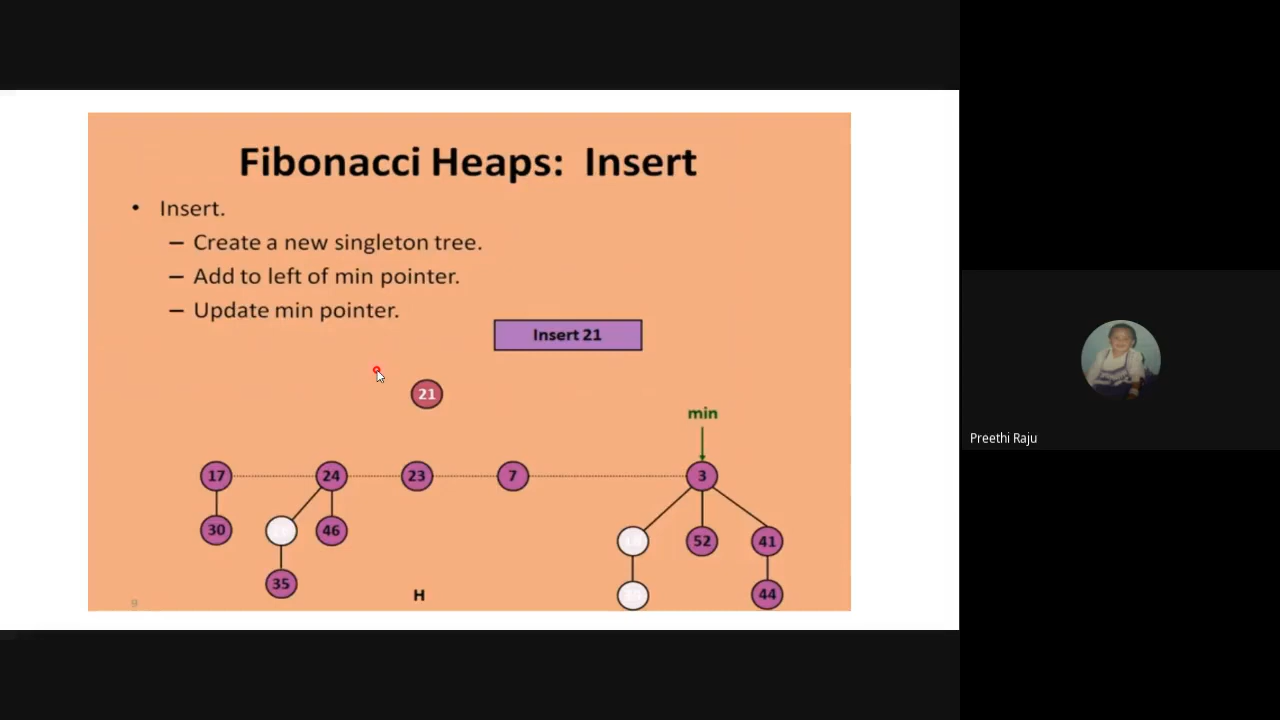 Fibonacci Heaps: Insert
• Insert.
– Create a new singleton tree.
– Add to left of min pointer.
– Update min pointer.
Insert 21
21
min
17 24 23 7 3
30 46 52 41
35 44
H
9
Preethi Raju